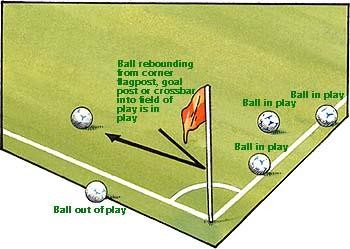 Ball rebounding
from corner
flagpost, goal
post or crossbar
into field of
play is in
play
Ball in play
Ball in play
Ball in play
Ball out of play